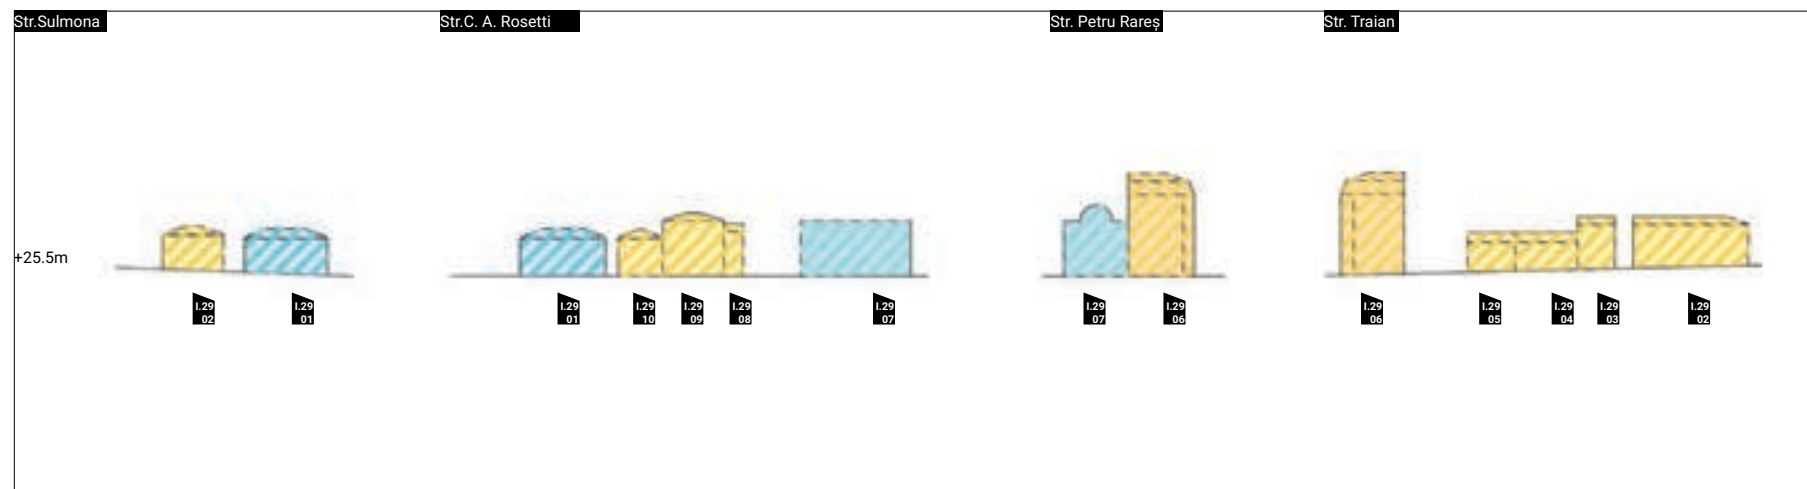 Str.Sulmona
Str.C. A. Rosetti
Str. Petru Rareș
Str. Traian
+25.5m
I.29
02
I.29
01
I.29
01
I.29
10
I.29
09
I.29
08
I.29
07
I.29
07
I.29
06
I.29
06
I.29
05
I.29
04
I.29
03
I.29
02